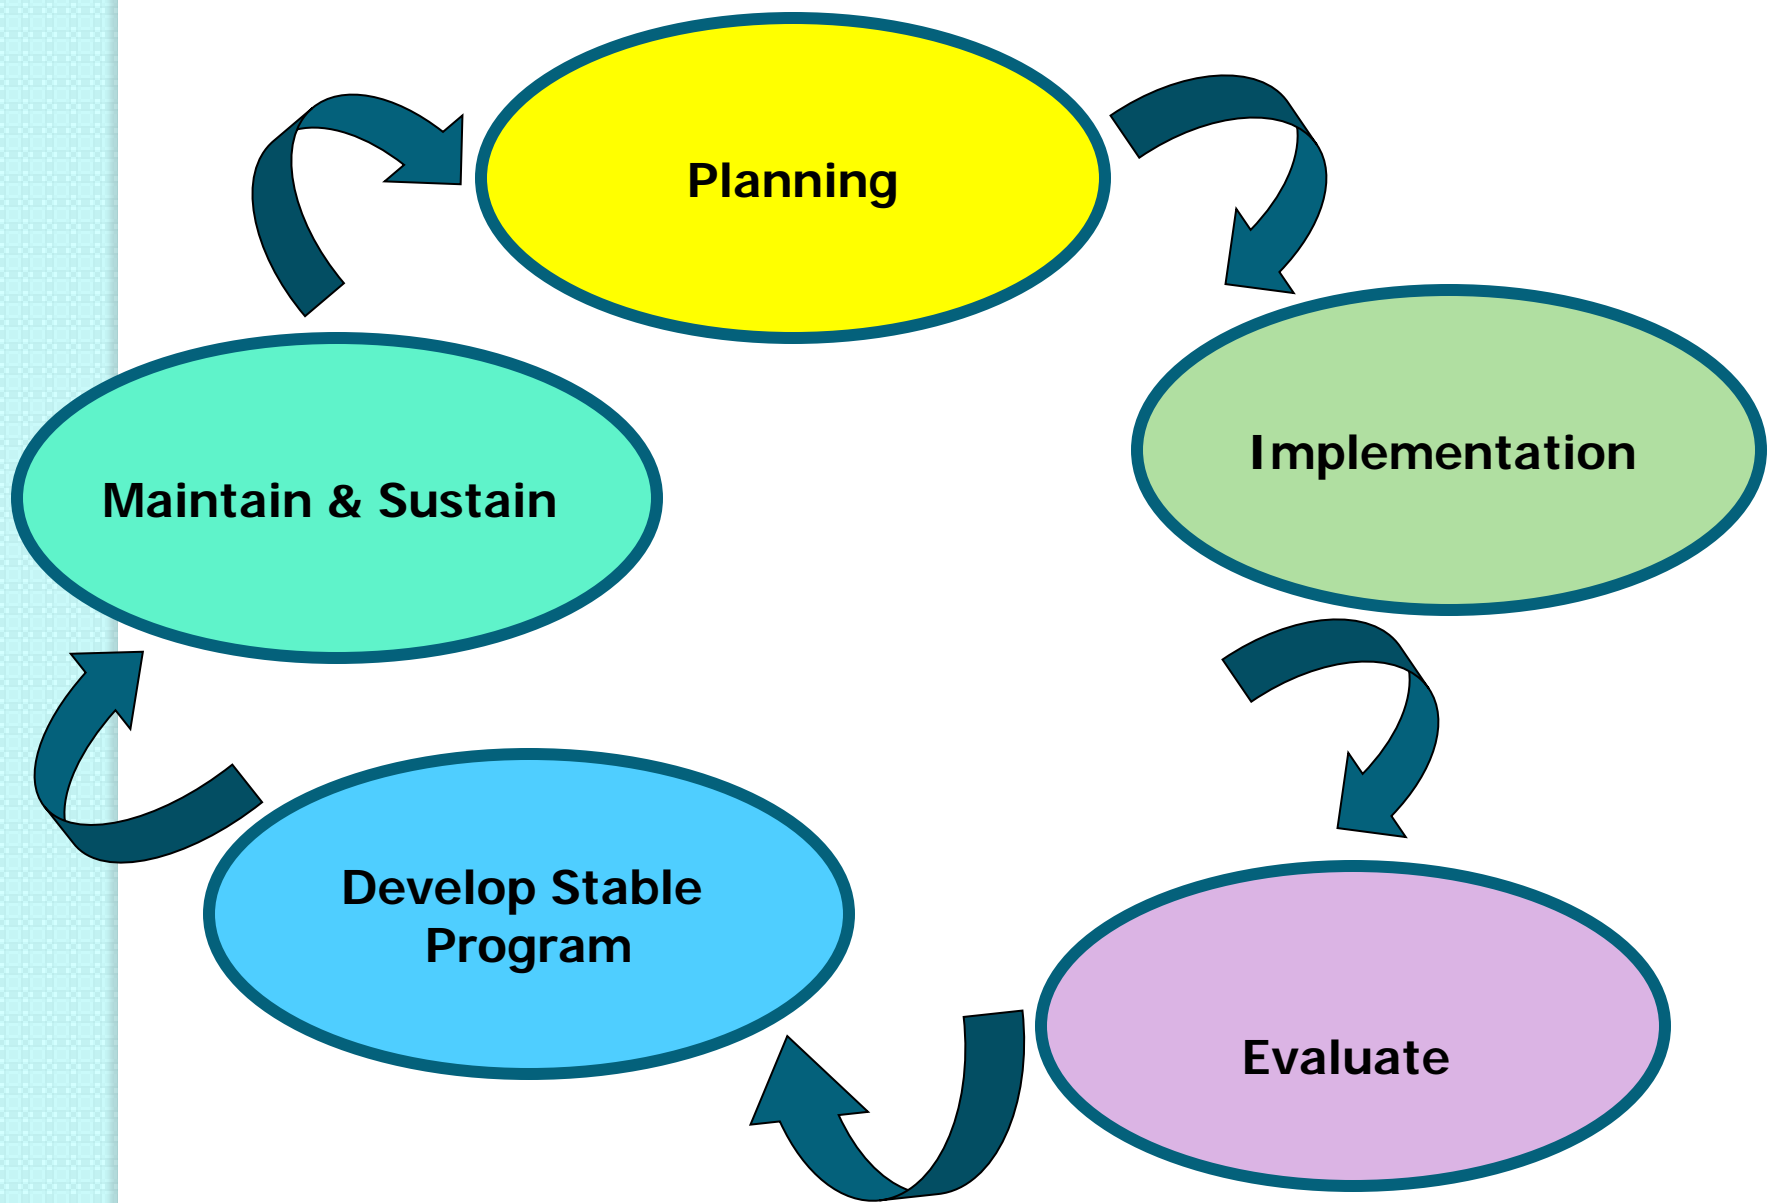 Planning
Implementation
Evaluate
Develop Stable
Program
Maintain & Sustain